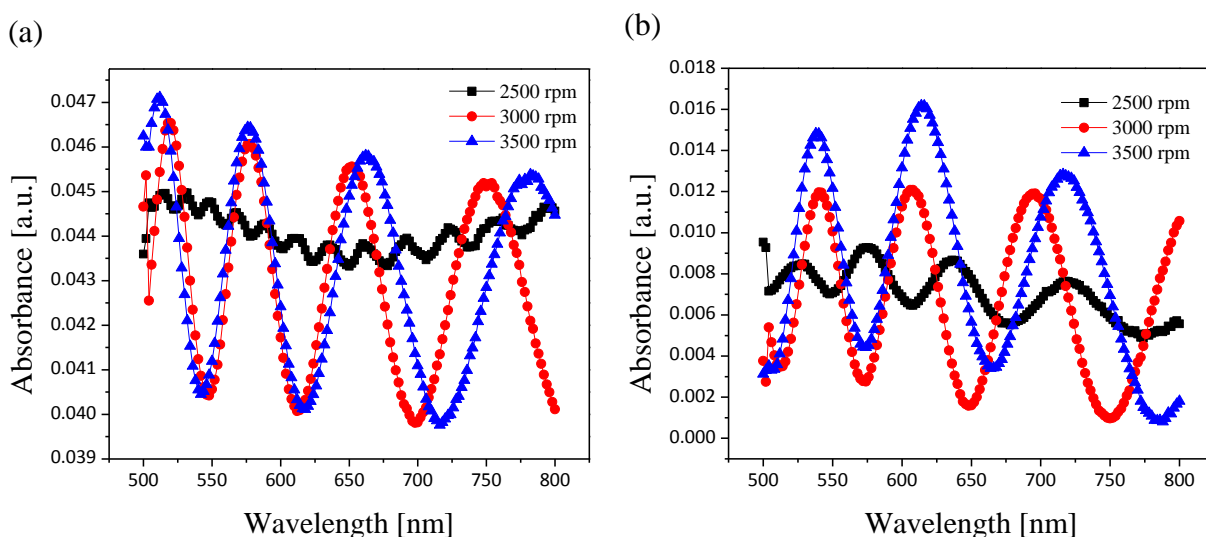 (a)
0.047
0.046
0.045
0.044
0.043
0.042
0.041
0.040
0.039
500 550 600 650 700 750 800
Absorbance [a.u.]
Wavelength [nm]
2500 rpm
3000 rpm
3500 rpm
(b)
0.018
0.016
0.014
0.012
0.010
0.008
0.006
0.004
0.002
0.000
500 550 600 650 700 750 800
Absorbance [a.u.]
Wavelength [nm]
2500 rpm
3000 rpm
3500 rpm